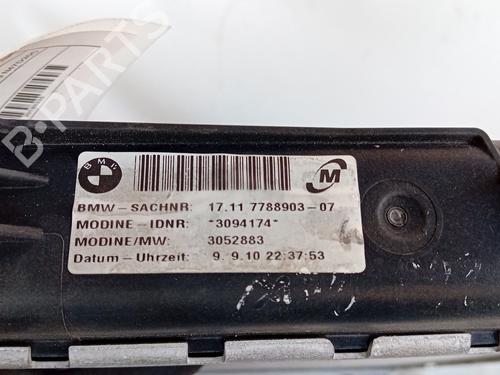 B-PARTS
BMW
M
BMW-SACHNR: 17.11 7788903-07
MODINE-IDNR: *3094174*
MODINE/MW: 3052883
Datum-Uhrzeit: 9. 9.10 22:37:53